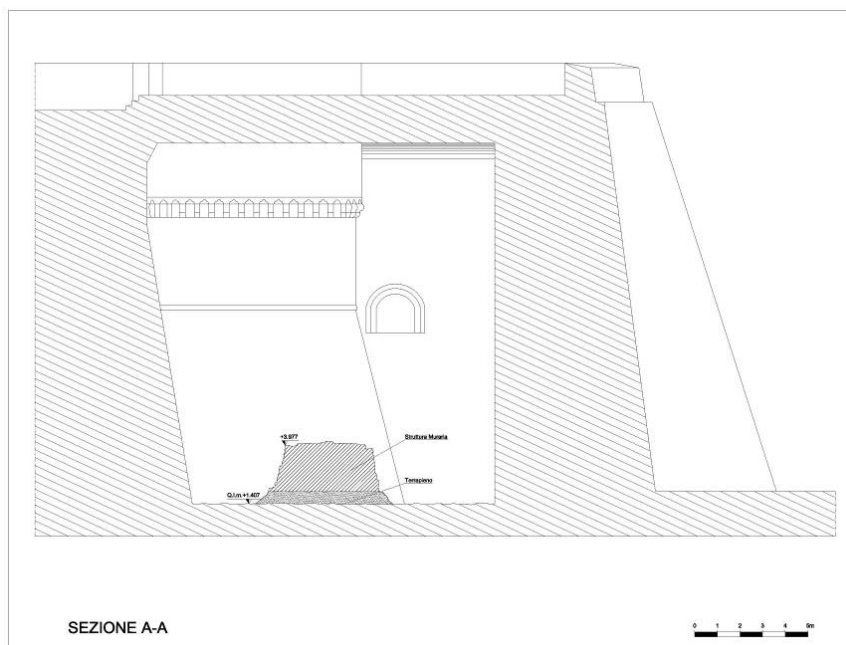 +3.977
Struttura Muraria
Terrapieno
Q.l.m.+1.407
SEZIONE A-A
0 1 2 3 4 5m